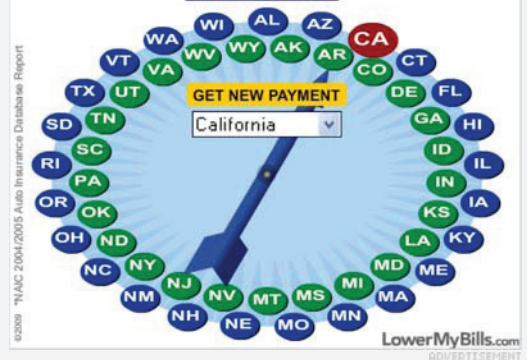 AL
AZ
CA
CT
FL
HI
IL
IA
KY
ME
MA
MN
MO
NE
NH
NM
NC
OH
OR
RI
SD
TX
VT
WA
WI
AK
AR
CO
DE
GA
ID
IN
KS
LA
MD
MI
MS
MT
NV
NJ
NY
ND
OK
PA
SC
TN
UT
VA
WV
WY
GET NEW PAYMENT
California
©2009 *NAIC 2004/2005 Auto Insurance Database Report
LowerMyBills.com
ADVERTISEMENT